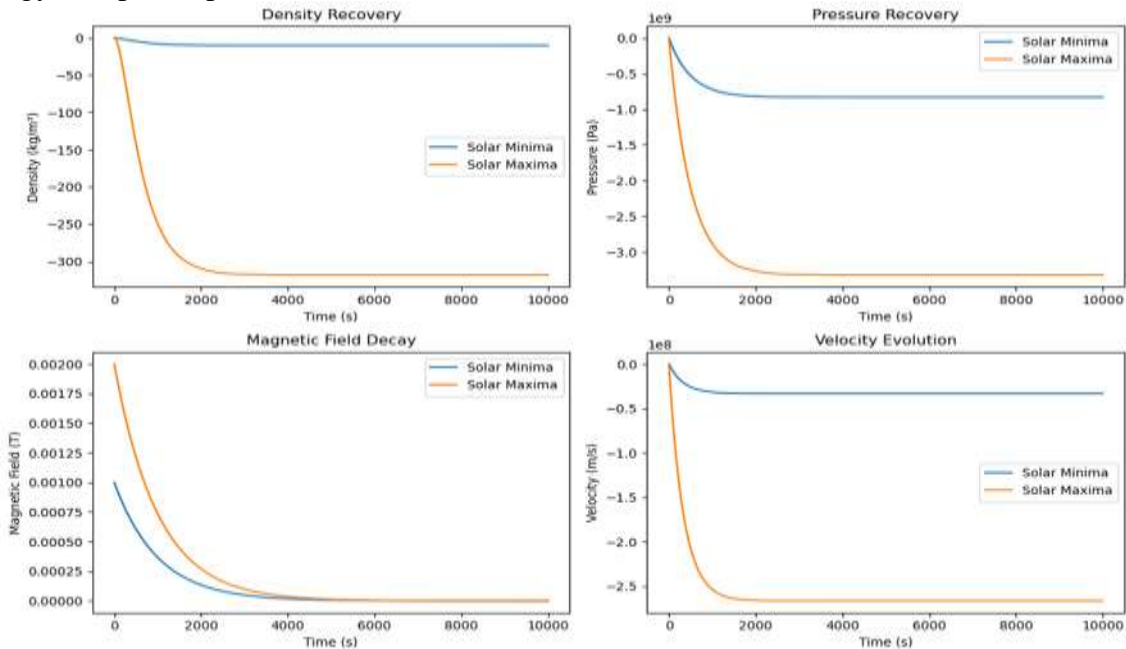 Density Recovery
0
−50
−100
−150
−200
−250
−300
Density (kg/m³)
Solar Minima
Solar Maxima
0 2000 4000 6000 8000 10000
Time (s)
Pressure Recovery
1e9
0.0
−0.5
−1.0
−1.5
−2.0
−2.5
−3.0
Pressure (Pa)
Solar Minima
Solar Maxima
0 2000 4000 6000 8000 10000
Time (s)
Magnetic Field Decay
0.00200
0.00175
0.00150
0.00125
0.00100
0.00075
0.00050
0.00025
0.00000
Magnetic Field (T)
Solar Minima
Solar Maxima
0 2000 4000 6000 8000 10000
Time (s)
Velocity Evolution
1e8
0.0
−0.5
−1.0
−1.5
−2.0
−2.5
Velocity (m/s)
Solar Minima
Solar Maxima
0 2000 4000 6000 8000 10000
Time (s)